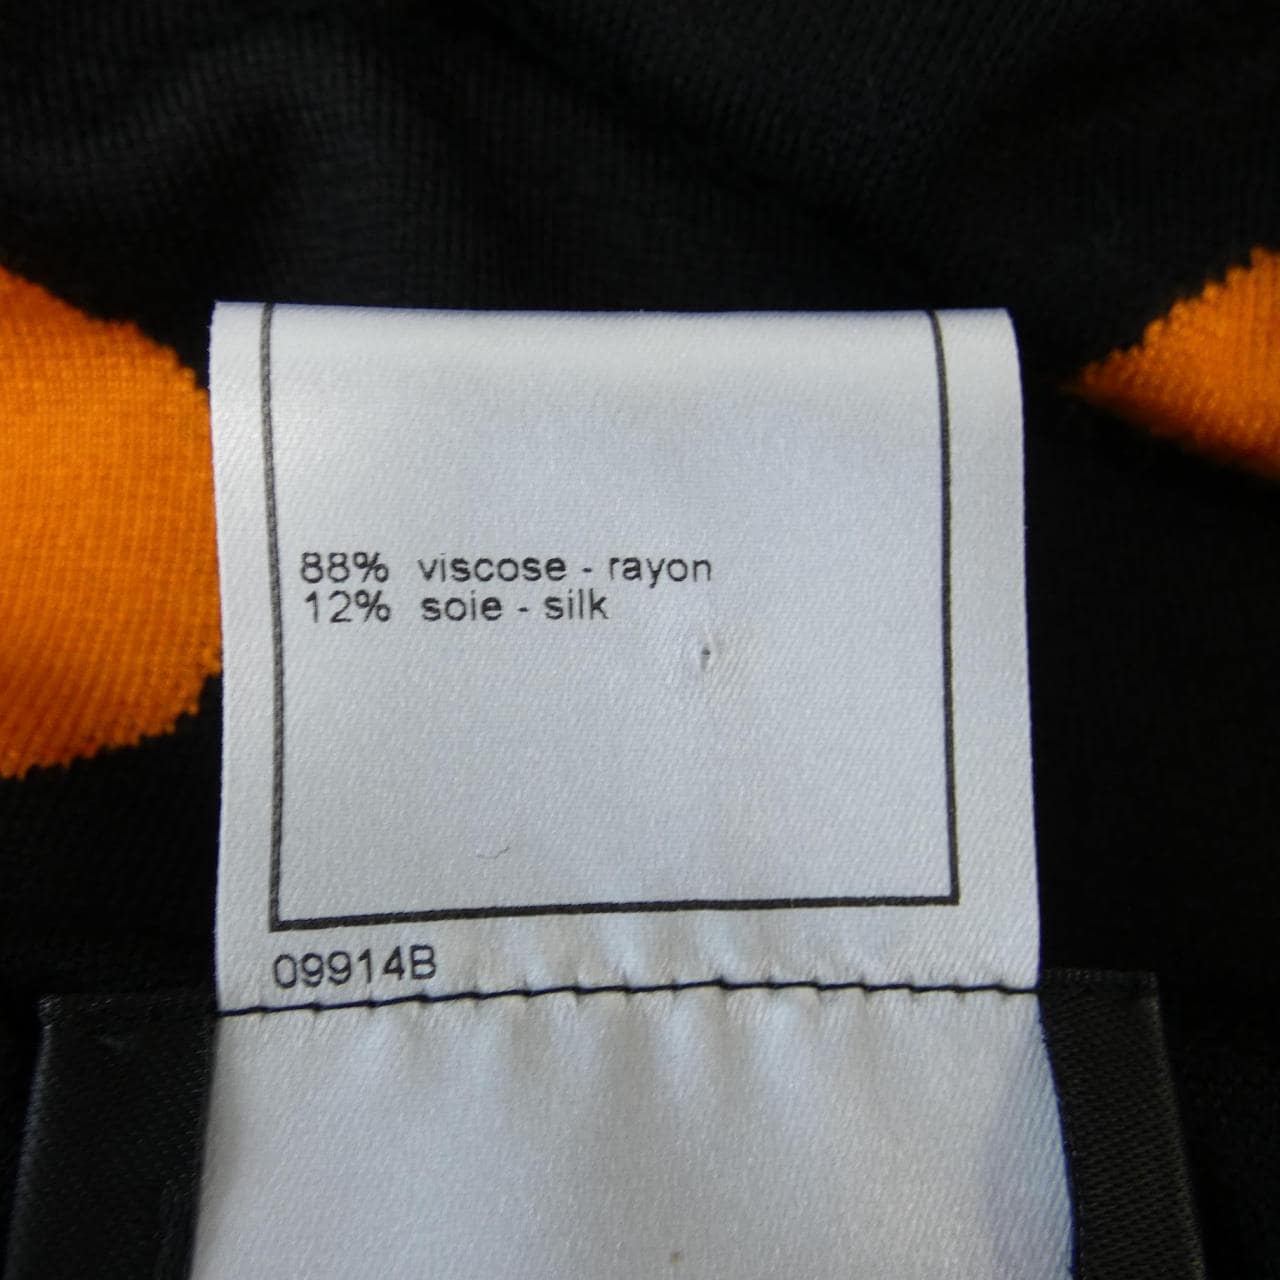 88% viscose - rayon
12% soie - silk
09914B